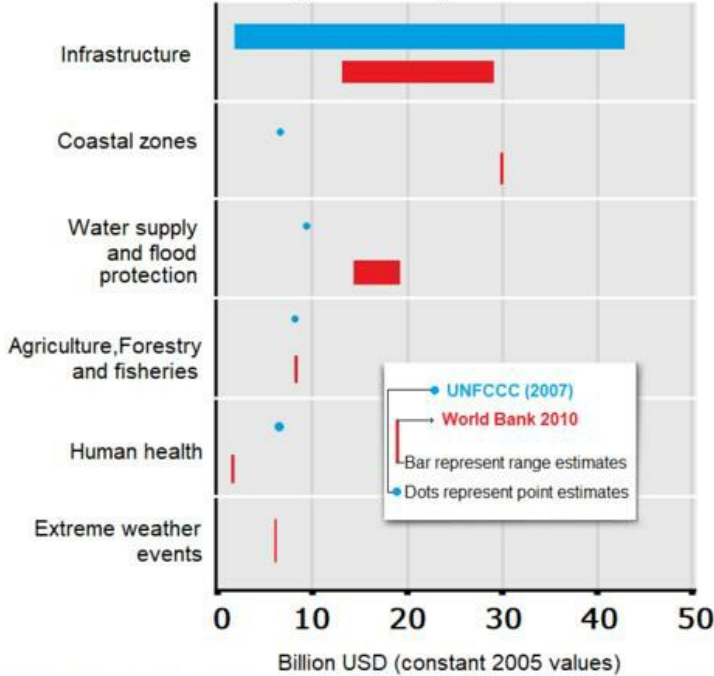 Infrastructure
Coastal zones
Water supply
and flood
protection
Agriculture,Forestry
and fisheries
Human health
Extreme weather
events
UNFCCC (2007)
World Bank 2010
Bar represent range estimates
Dots represent point estimates
0 10 20 30 40 50
Billion USD (constant 2005 values)